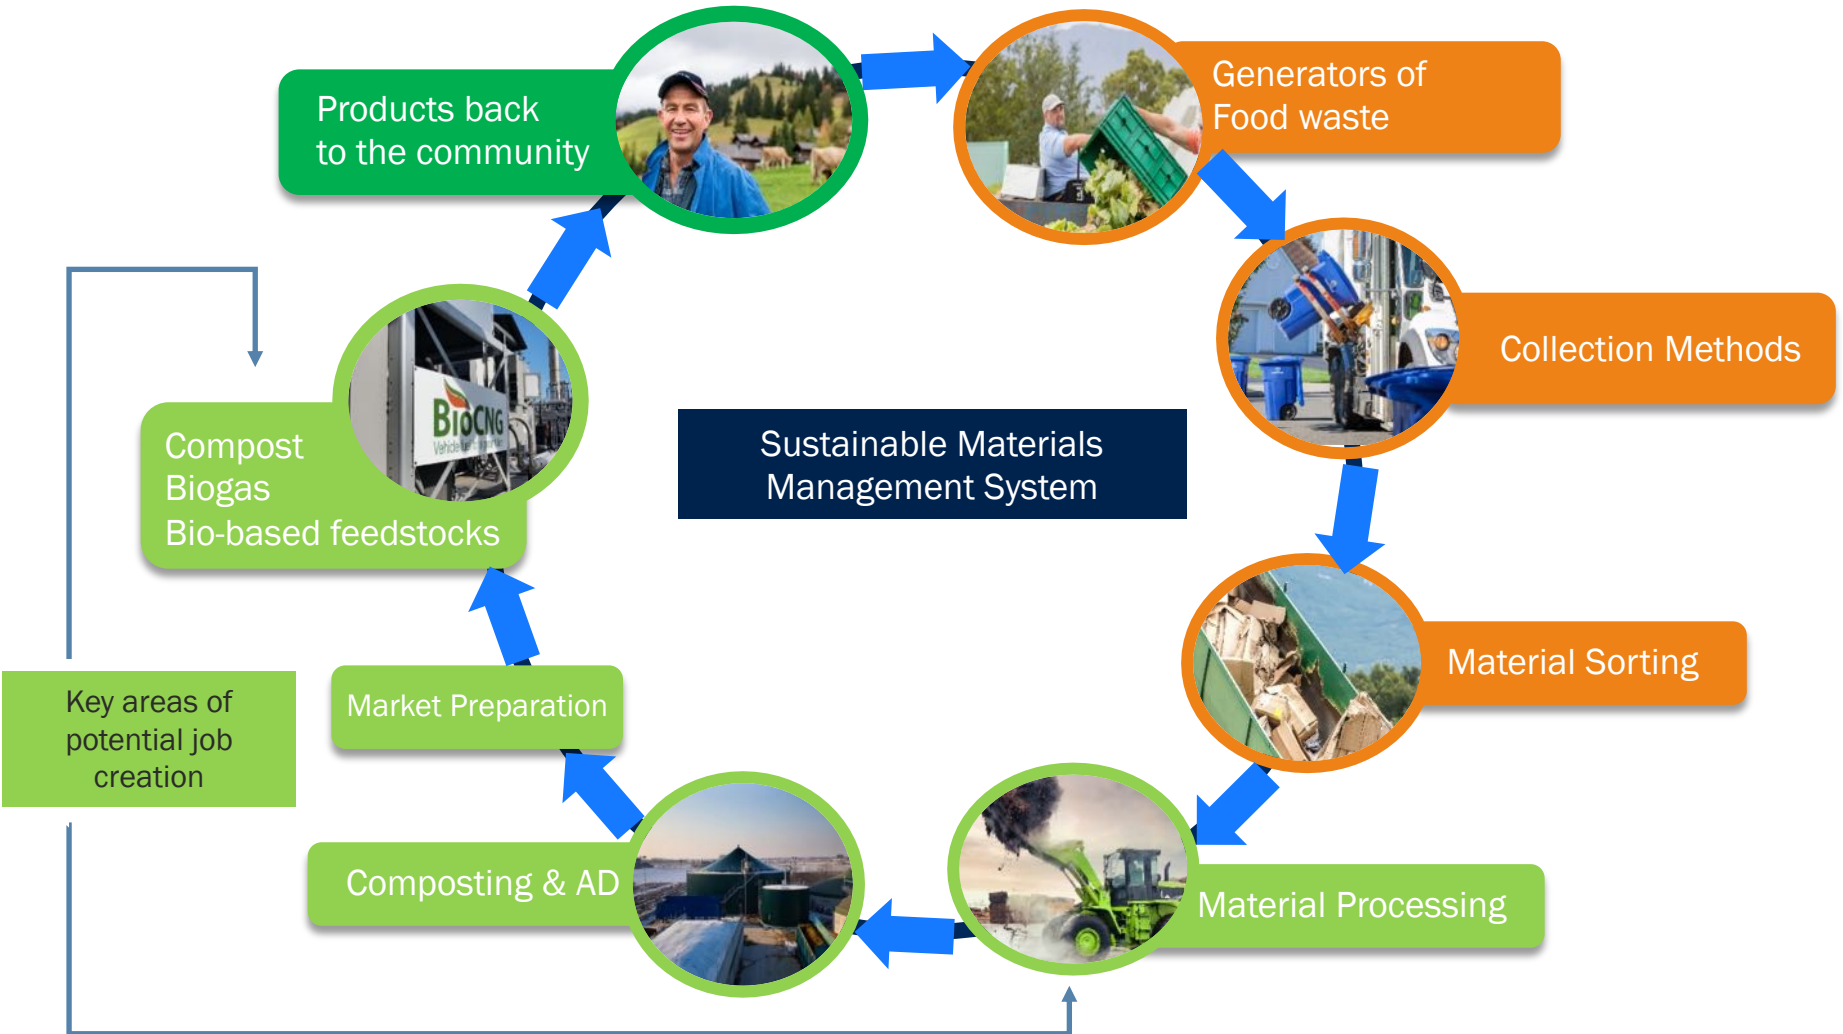 Products back
to the community
Generators of
Food waste
Collection Methods
Sustainable Materials
Management System
BioCNG
Compost
Biogas
Bio-based feedstocks
Material Sorting
Key areas of
potential job
creation
Market Preparation
Composting & AD
Material Processing